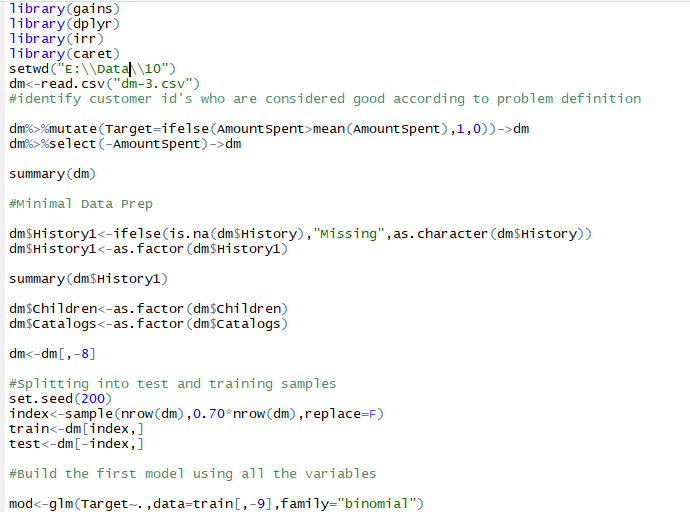 library(gains)
library(dplyr)
library(irr)
library(caret)
setwd("E:\\Data\\10")
dm<-read.csv("dm-3.csv")
#identify customer id's who are considered good according to problem definition
dm%>%mutate(Target=ifelse(AmountSpent>mean(AmountSpent),1,0))->dm
dm%>%select(-AmountSpent)->dm
summary(dm)
#Minimal Data Prep
dm$History1<-ifelse(is.na(dm$History),"Missing",as.character(dm$History))
dm$History1<-as.factor(dm$History1)
summary(dm$History1)
dm$Children<-as.factor(dm$Children)
dm$Catalogs<-as.factor(dm$Catalogs)
dm<-dm[,-8]
#Splitting into test and training samples
set.seed(200)
index<-sample(nrow(dm),0.70*nrow(dm),replace=F)
train<-dm[index,]
test<-dm[-index,]
#Build the first model using all the variables
mod<-glm(Target~.,data=train[,-9],family="binomial")